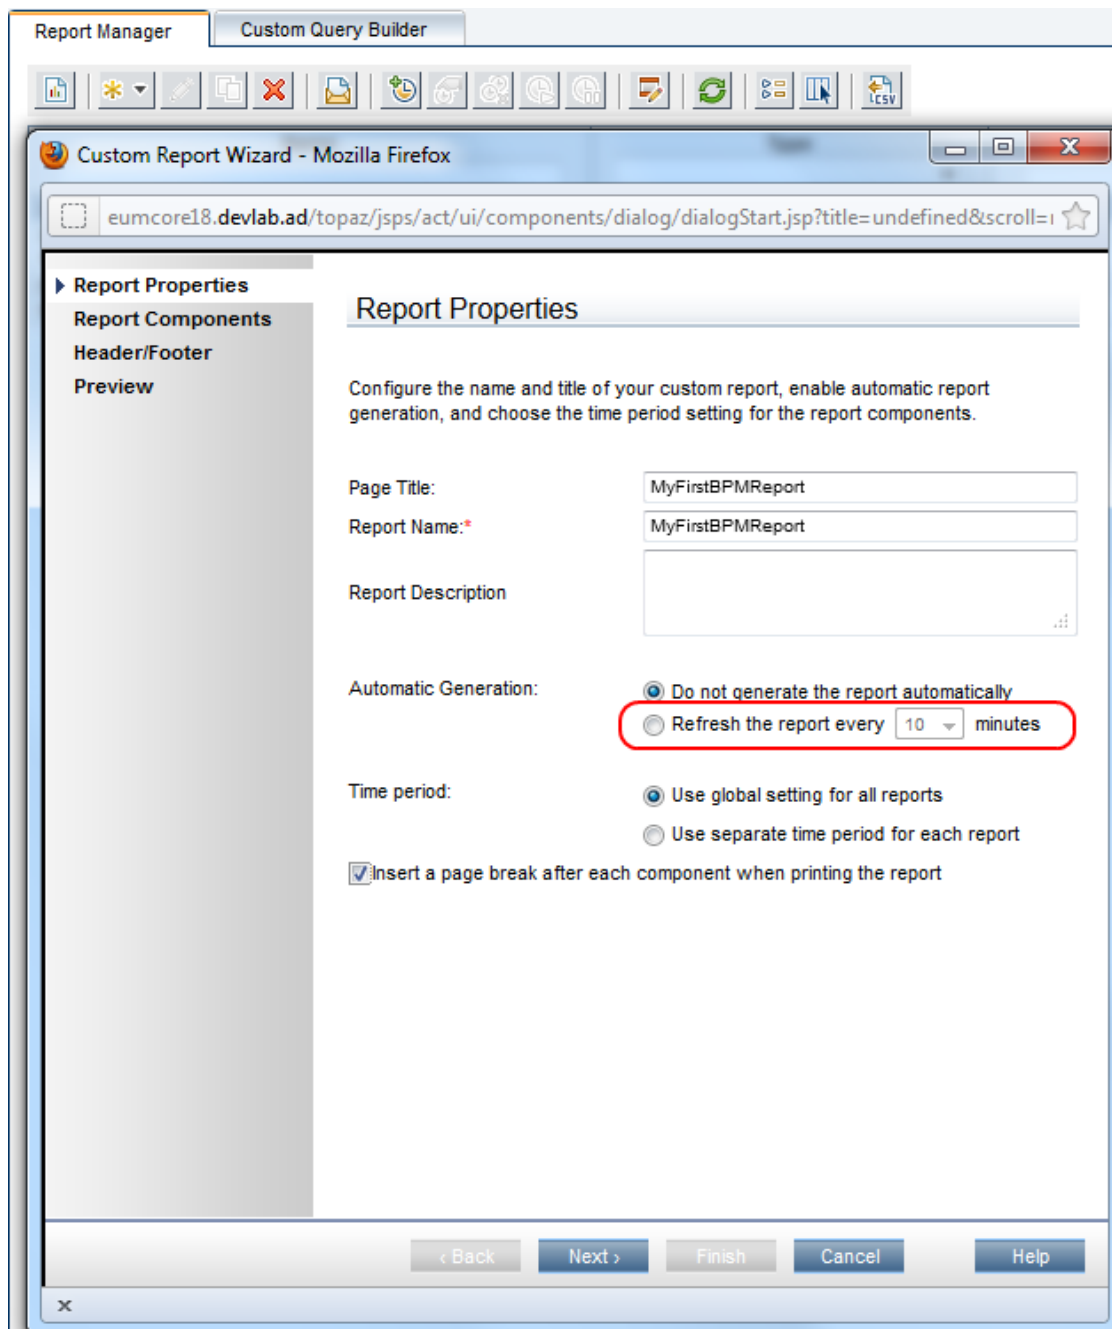 Report Manager
Custom Query Builder
CSV
Custom Report Wizard - Mozilla Firefox
eumcore18.devlab.ad/topaz/jsps/act/ui/components/dialog/dialogStart.jsp?title=undefined&scroll=
Report Properties
Report Components
Header/Footer
Preview
Report Properties
Configure the name and title of your custom report, enable automatic report
generation, and choose the time period setting for the report components.
Page Title:
MyFirstBPMReport
Report Name:*
MyFirstBPMReport
Report Description
Automatic Generation:
Do not generate the report automatically
Refresh the report every 10 minutes
Time period:
Use global setting for all reports
Use separate time period for each report
Insert a page break after each component when printing the report
‹ Back
Next ›
Finish
Cancel
Help